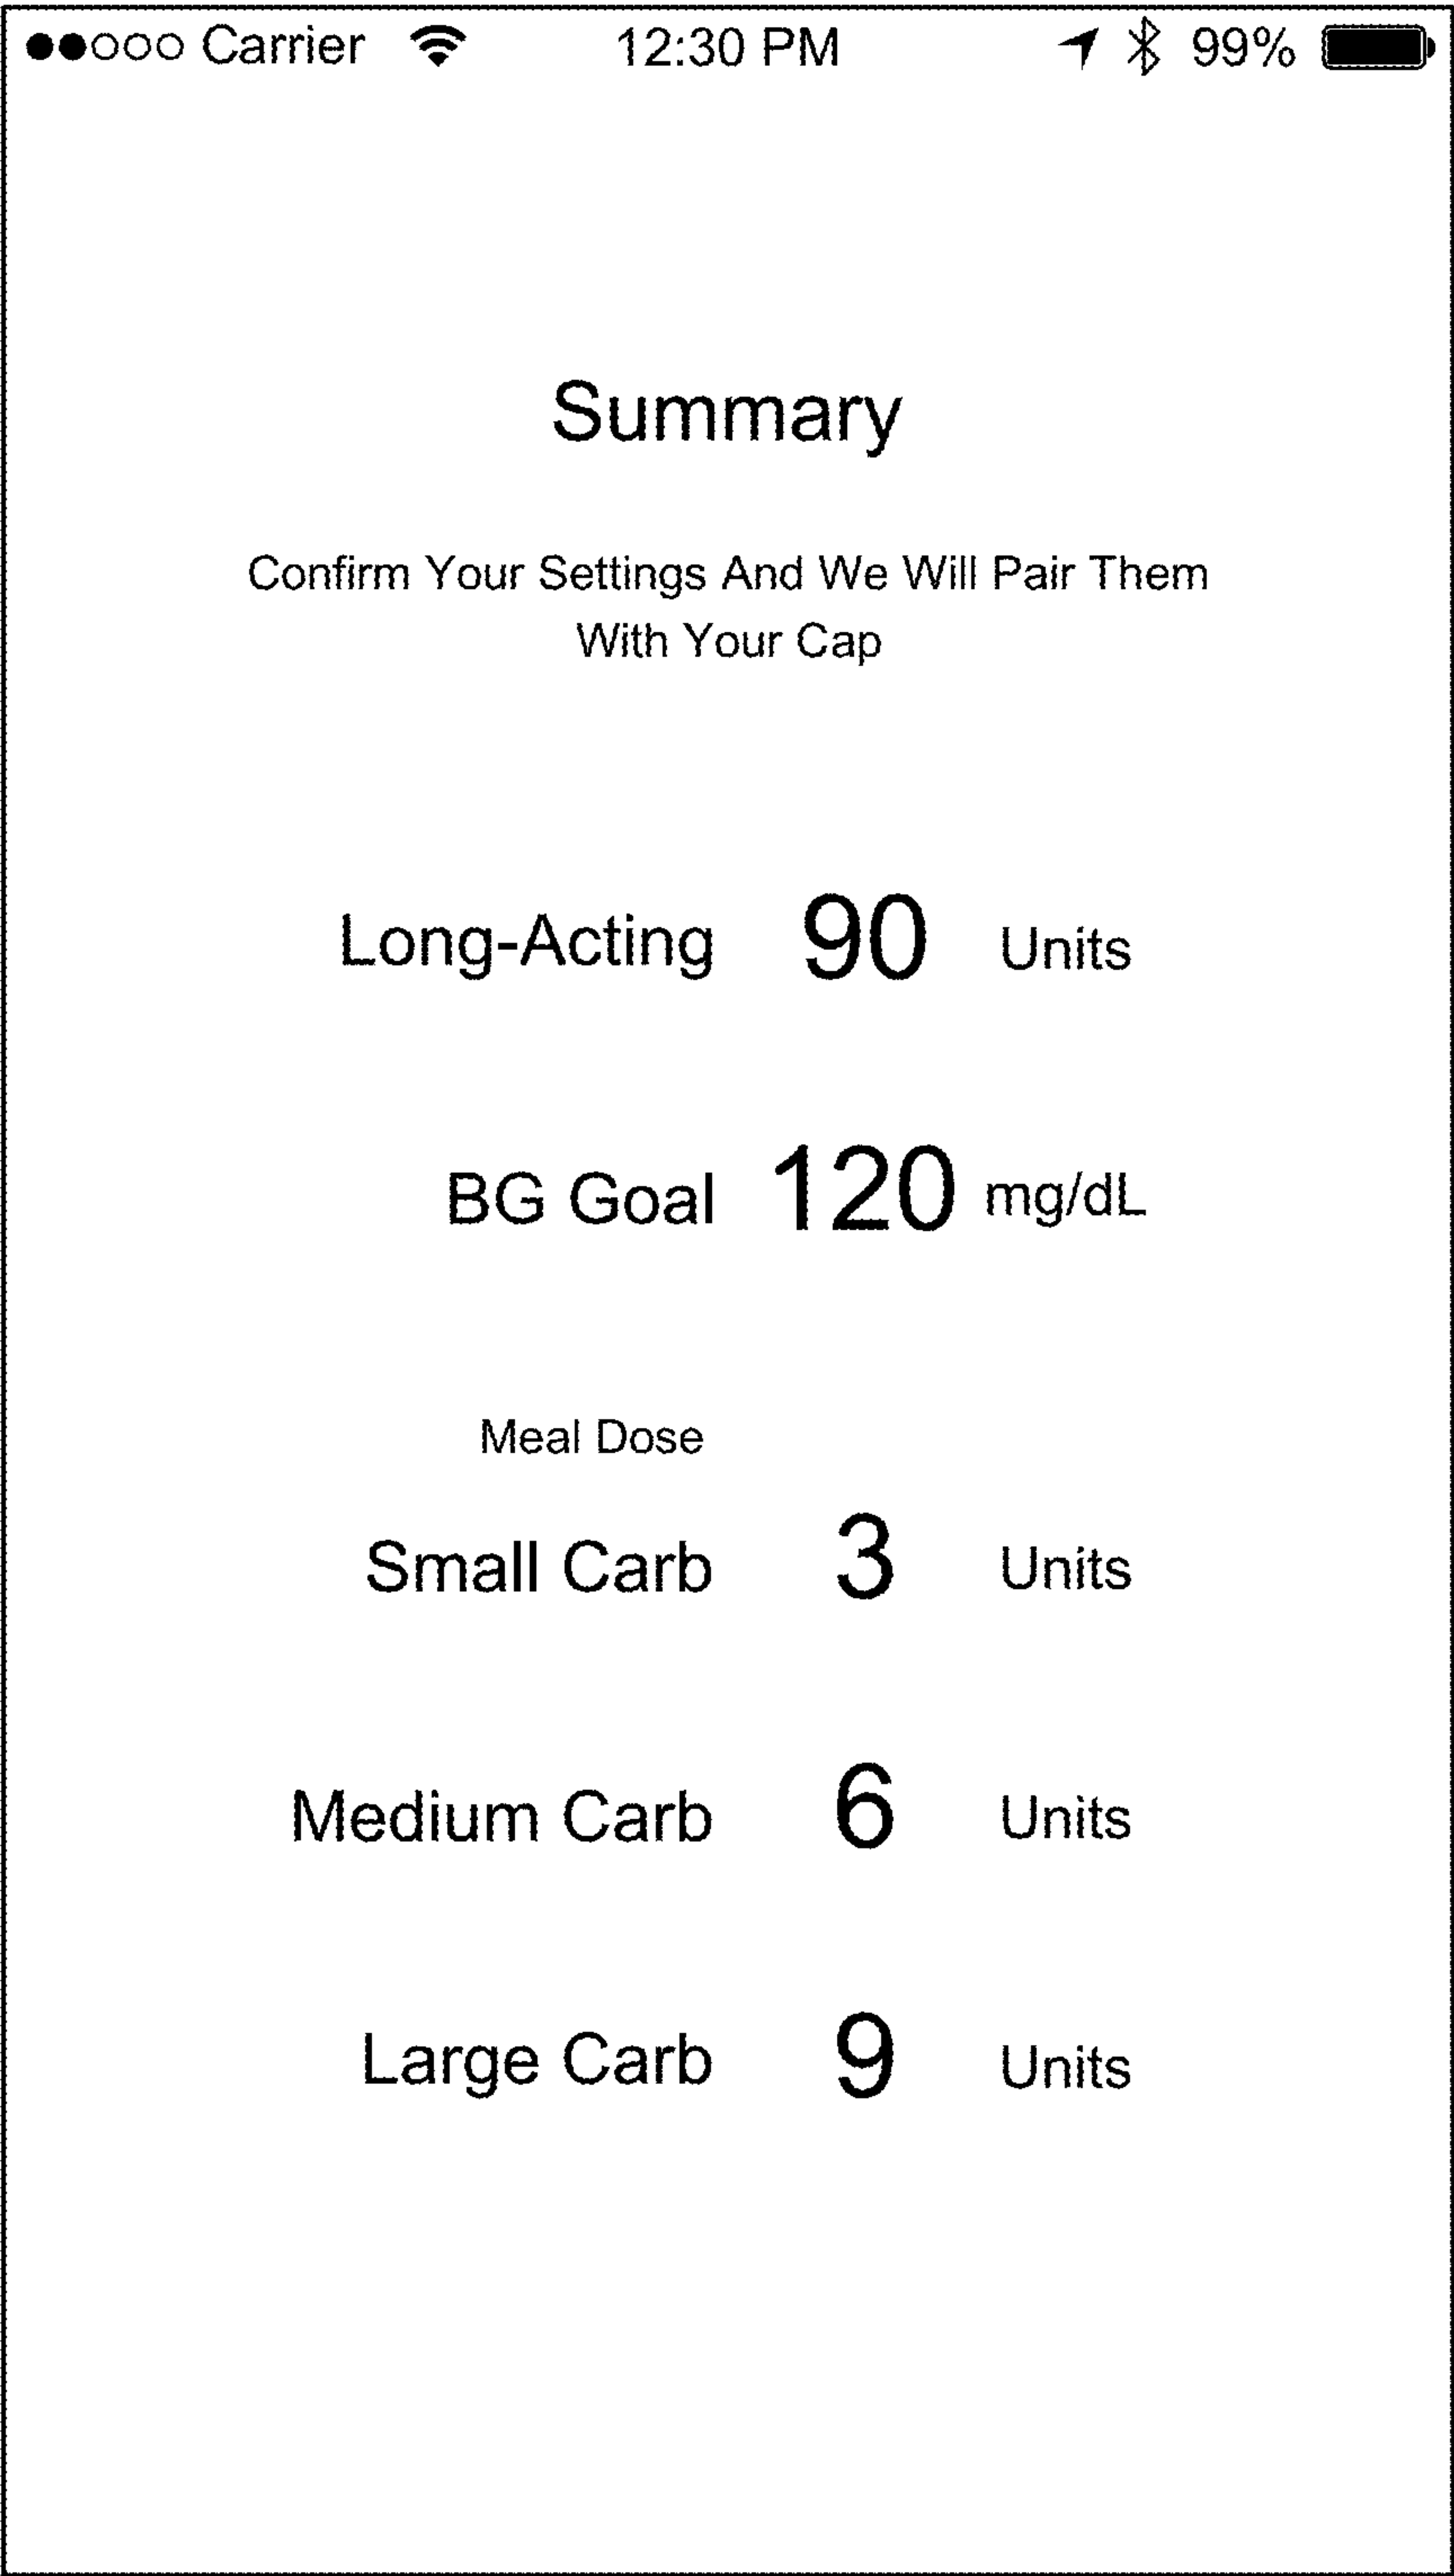 Carrier 12:30 PM 99%
Summary
Confirm Your Settings And We Will Pair Them
With Your Cap
Long-Acting 90 Units
BG Goal 120 mg/dL
Meal Dose
Small Carb 3 Units
Medium Carb 6 Units
Large Carb 9 Units